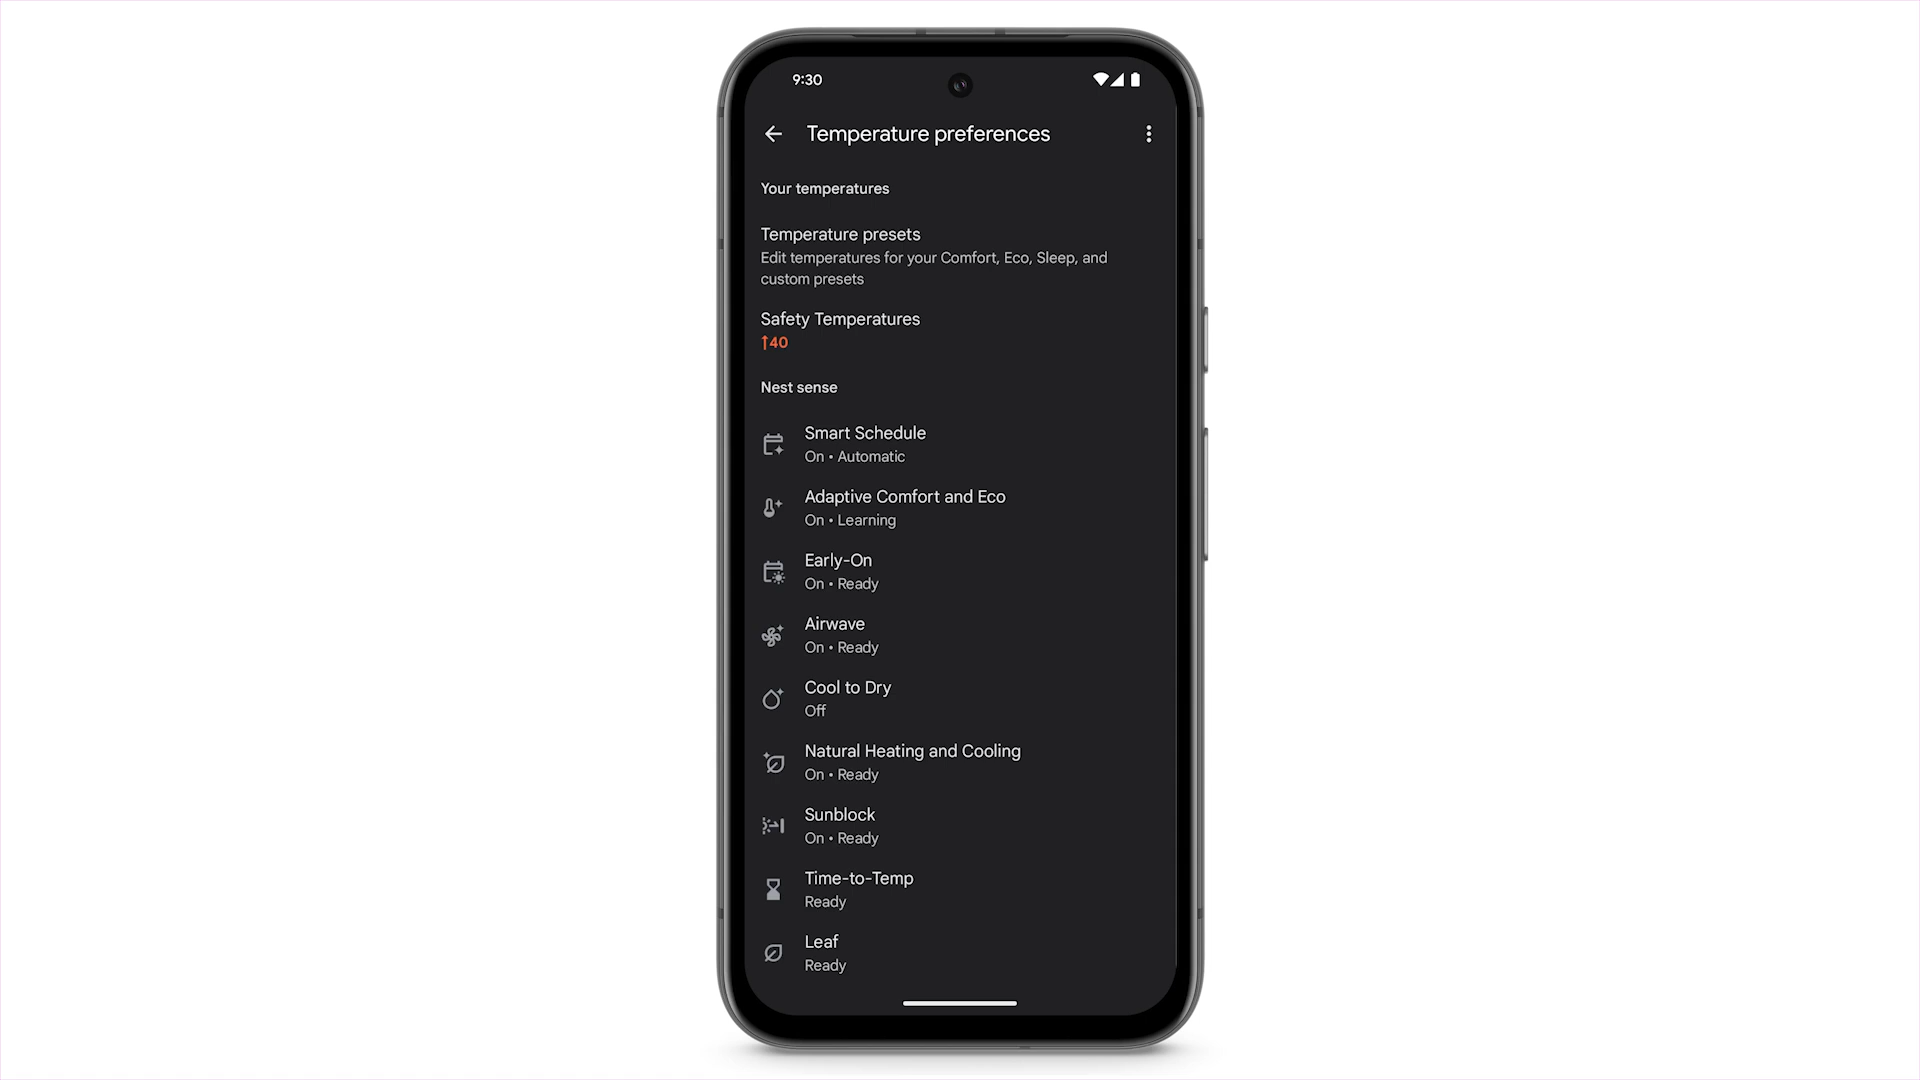 9:30
Temperature preferences
Your temperatures
Temperature presets
Edit temperatures for your Comfort, Eco, Sleep, and
custom presets
Safety Temperatures
↑40
Nest sense
Smart Schedule
On • Automatic
Adaptive Comfort and Eco
On • Learning
Early-On
On • Ready
Airwave
On • Ready
Cool to Dry
Off
Natural Heating and Cooling
On • Ready
Sunblock
On • Ready
Time-to-Temp
Ready
Leaf
Ready